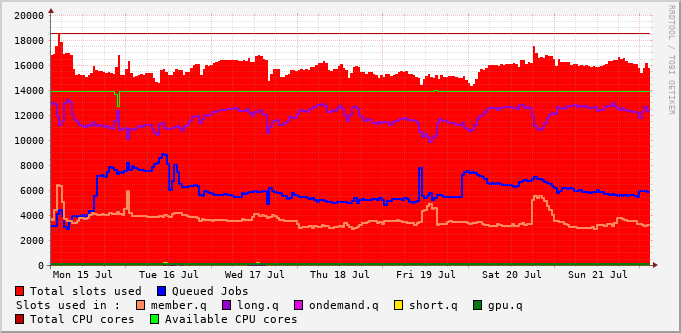 20000
18000
16000
14000
12000
10000
8000
6000
4000
2000
0
Mon 15 Jul Tue 16 Jul Wed 17 Jul Thu 18 Jul Fri 19 Jul Sat 20 Jul Sun 21 Jul
RRDTOOL / TOBI OETIKER
Total slots used Queued Jobs
Slots used in : member.q long.q ondemand.q short.q gpu.q
Total CPU cores Available CPU cores